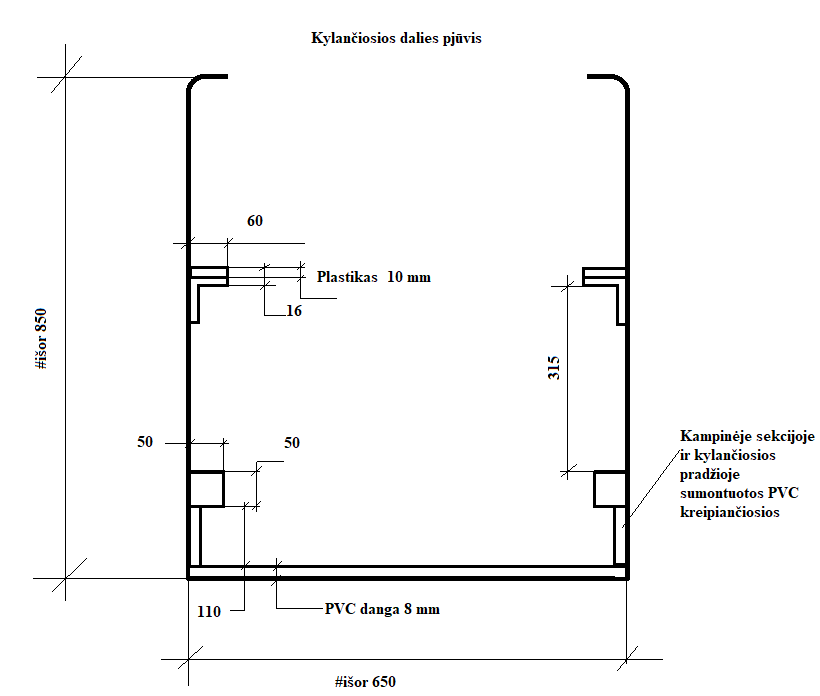 Kylančiosios dalies pjūvis
60
Plastikas 10 mm
16
#išor 850
315
50
50
Kampinėje sekcijoje
ir kylančiosios
pradžioje
sumontuotos PVC
kreipiančiosios
110
PVC danga 8 mm
#išor 650